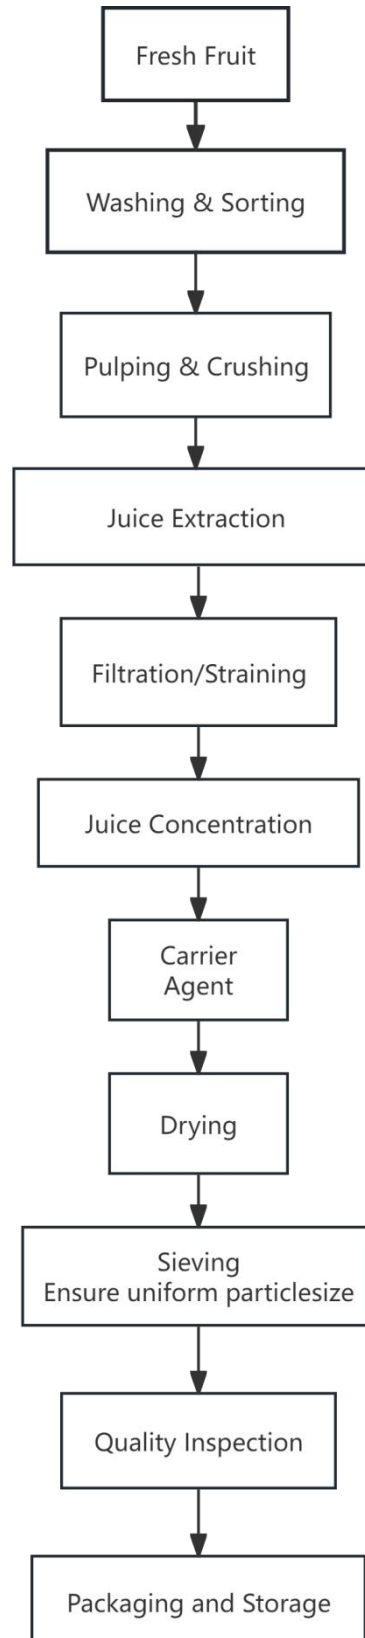 Fresh Fruit
Washing & Sorting
Pulping & Crushing
Juice Extraction
Filtration/Straining
Juice Concentration
Carrier
Agent
Drying
Sieving
Ensure uniform particlesize
Quality Inspection
Packaging and Storage